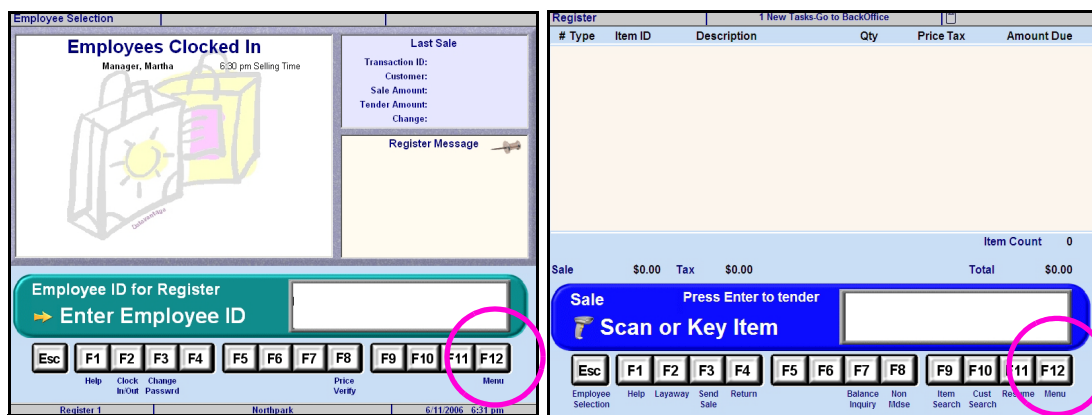 Employee Selection
Employees Clocked In
Manager, Martha 6:30 pm Selling Time
Last Sale
Transaction ID:
Customer:
Sale Amount:
Tender Amount:
Change:
Register Message
Datavantage
Employee ID for Register
Enter Employee ID
Esc F1 F2 F3 F4 F5 F6 F7 F8 F9 F10 F11 F12
Help Clock In/Out Change Passwrd Price Verify Menu
Register 1 Northpark 6/11/2006 6:31 pm
Register 1 New Tasks-Go to BackOffice
# Type Item ID Description Qty Price Tax Amount Due
Item Count 0
Sale $0.00 Tax $0.00 Total $0.00
Sale Press Enter to tender
Scan or Key Item
Esc F1 F2 F3 F4 F5 F6 F7 F8 F9 F10 F11 F12
Employee Selection Help Layaway Send Sale Return Balance Inquiry Non Mdse Item Search Cust Search Resume Menu